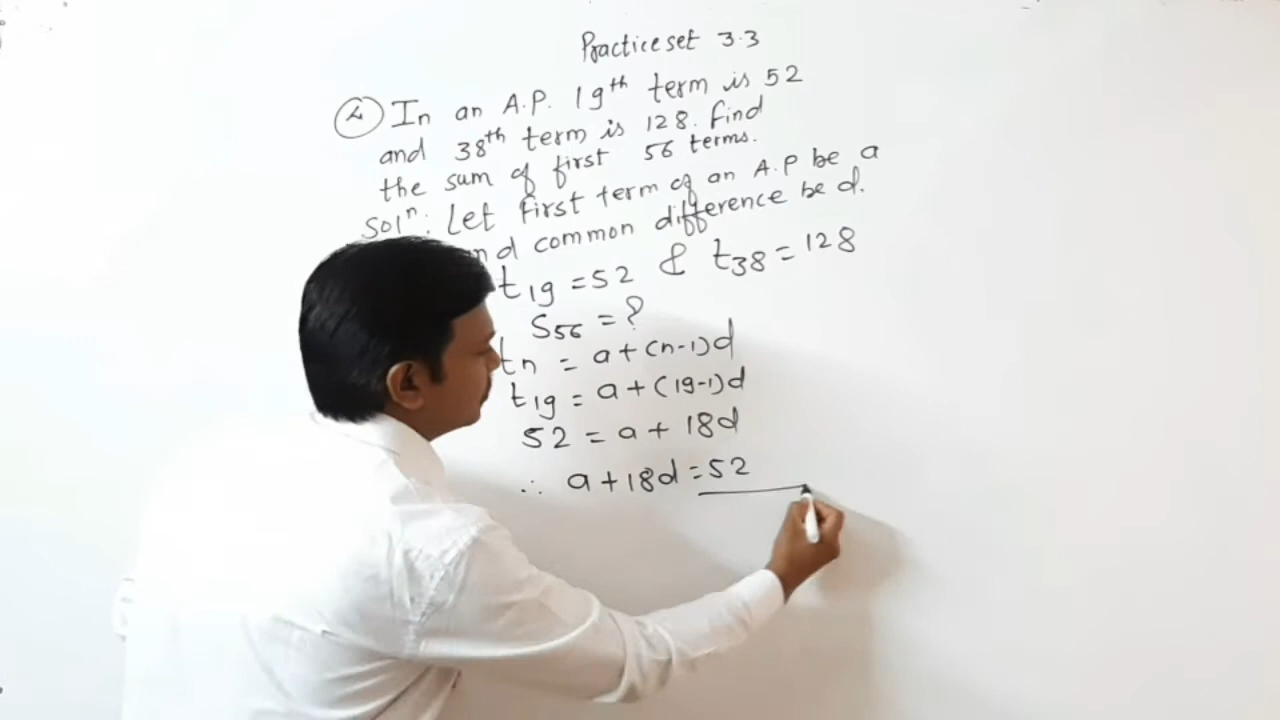 Practice set 3.3
④ In an A.P. 19th term is 52
and 38th term is 128. Find
the sum of first 56 terms.
Solⁿ: Let first term of an A.P be a
nd common difference be d.
t19 = 52 & t38 = 128
S56 = ?
tn = a + (n-1)d
t19 = a + (19-1)d
52 = a + 18d
∴ a + 18d = 52